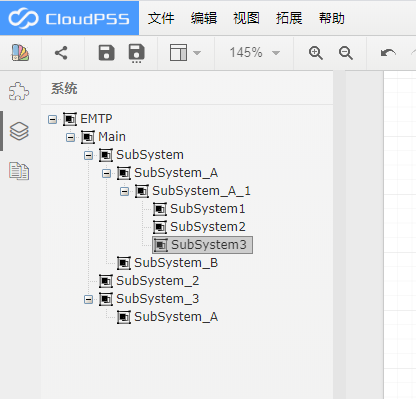 CloudPSS 文件 编辑 视图 拓展 帮助
145%
系统
EMTP
Main
SubSystem
SubSystem_A
SubSystem_A_1
SubSystem1
SubSystem2
SubSystem3
SubSystem_B
SubSystem_2
SubSystem_3
SubSystem_A